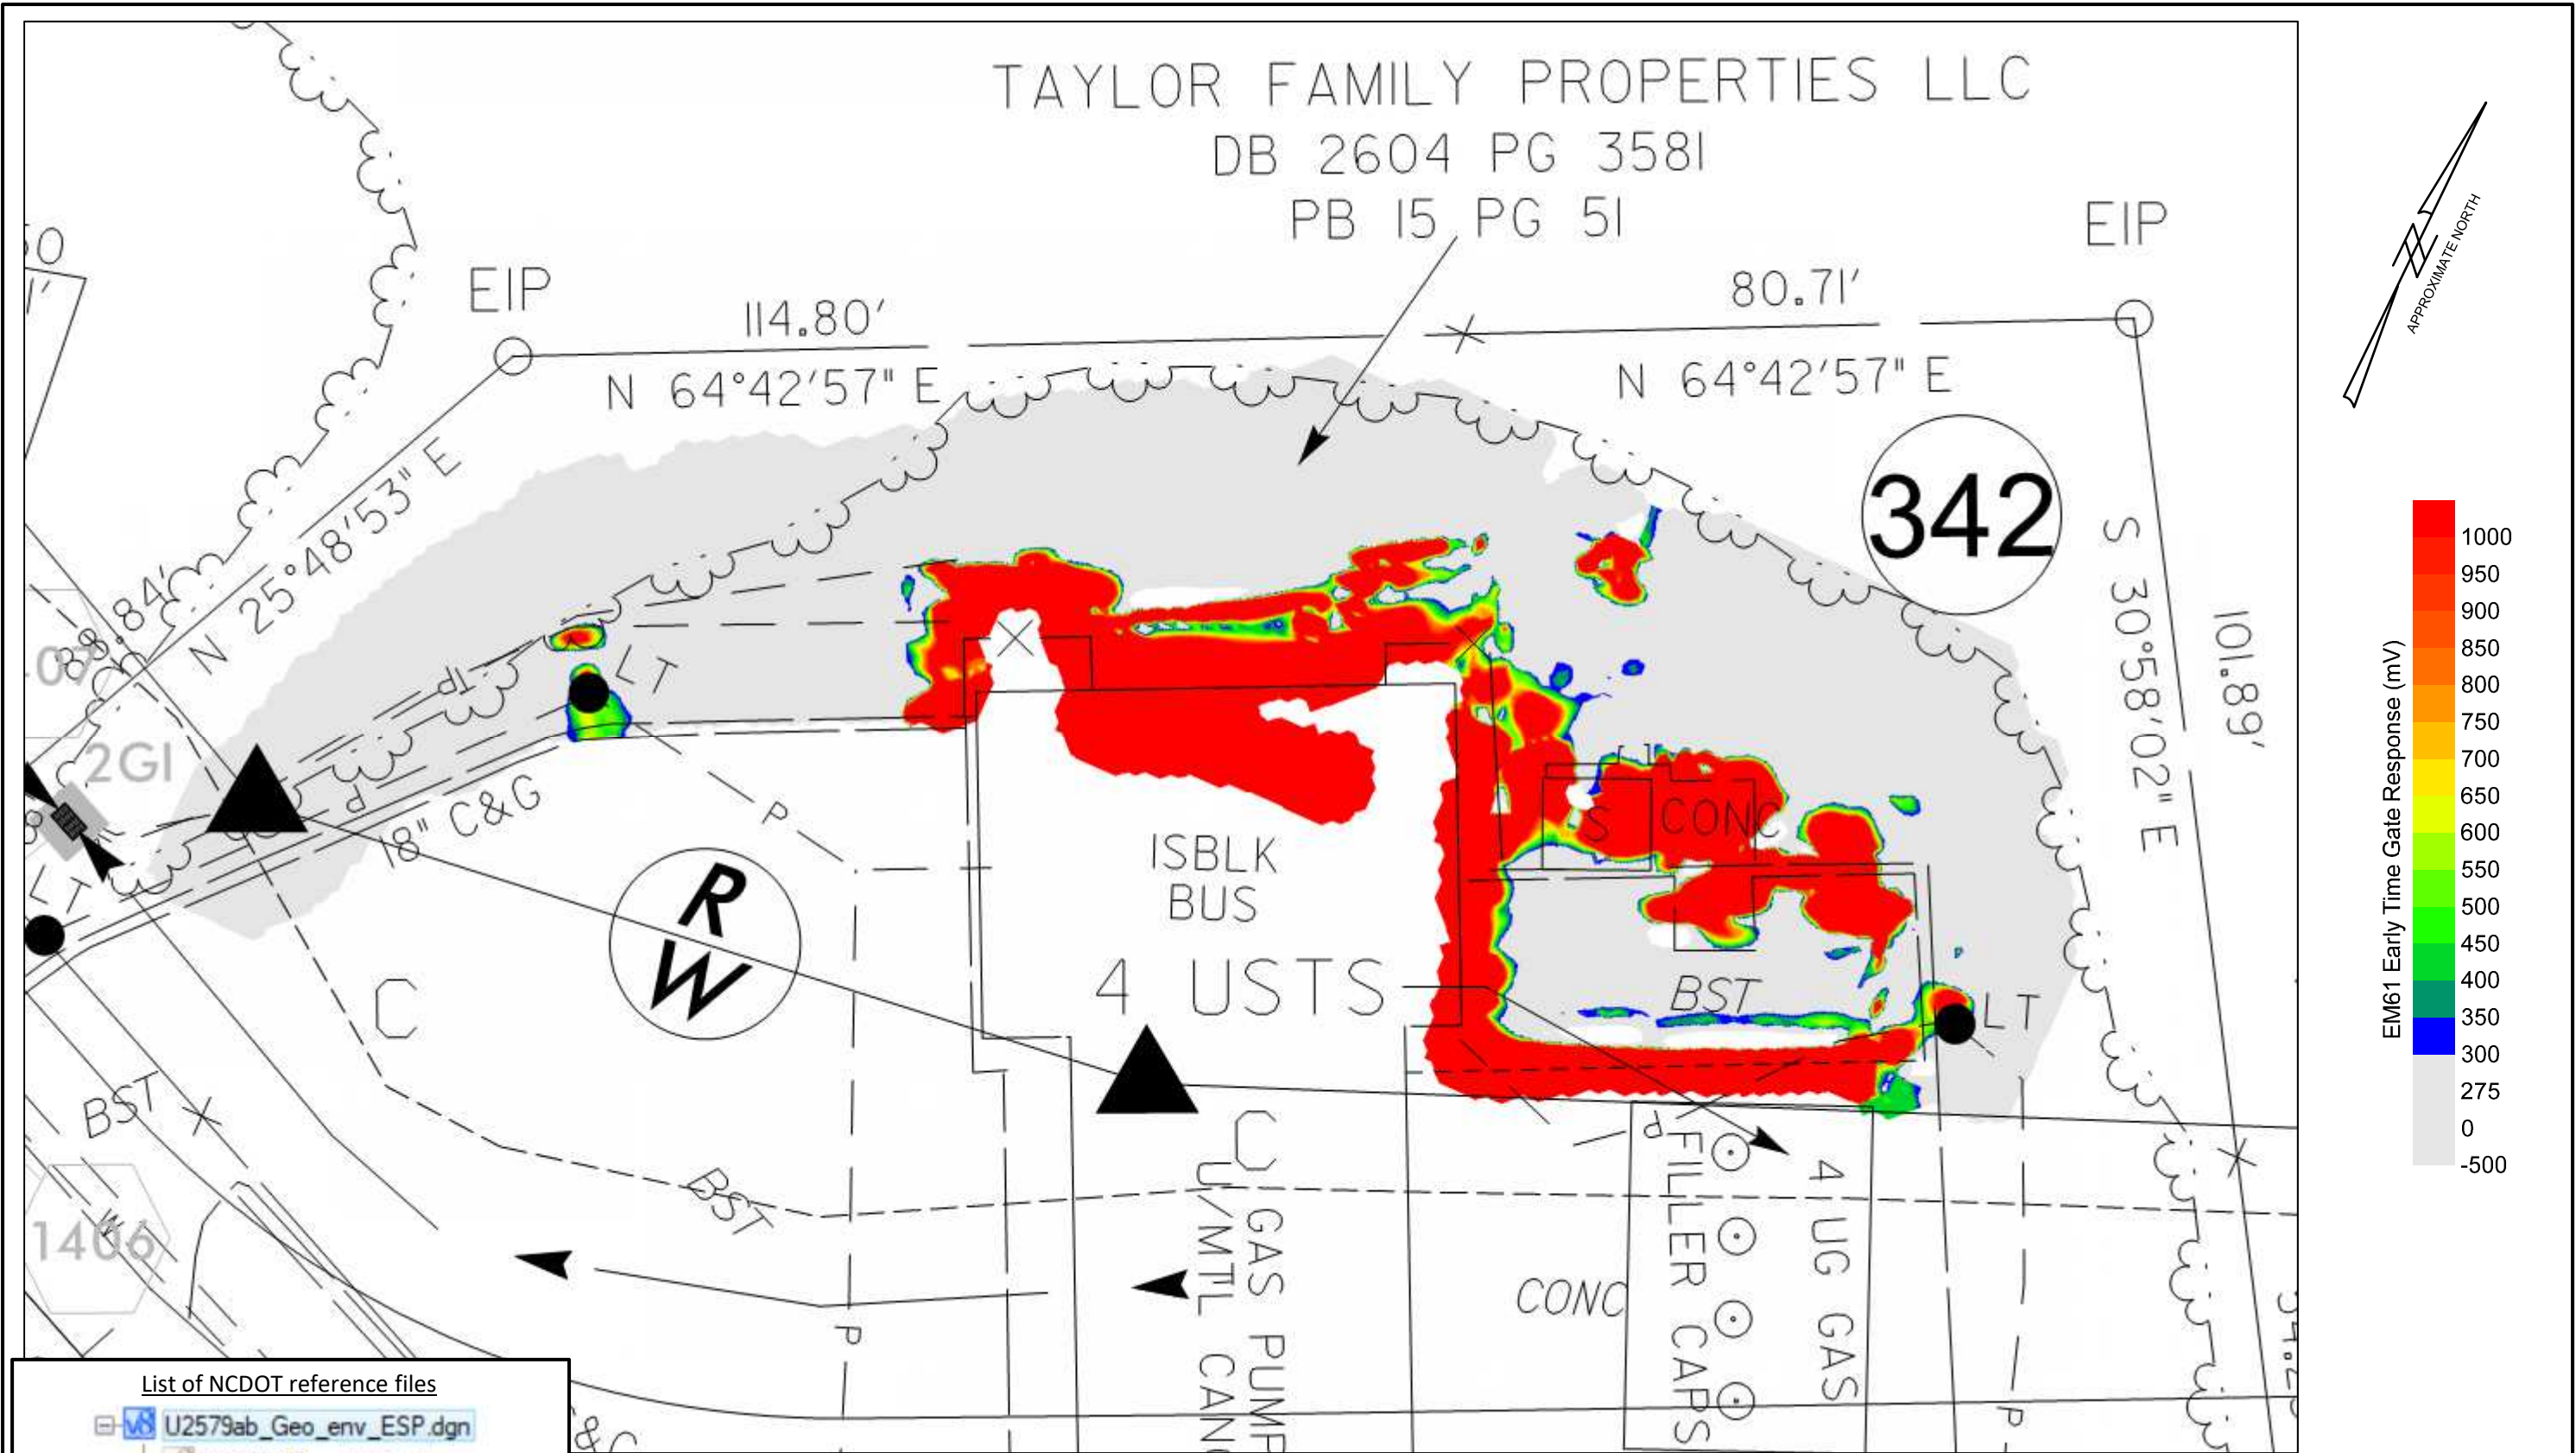 TAYLOR FAMILY PROPERTIES LLC
DB 2604 PG 3581
PB 15 PG 51
EIP
EIP
114.80'
80.71'
N 64°42'57" E
N 64°42'57" E
N 25°48'53" E
89.84'
342
S 30°58'02" E
101.89'
APPROXIMATE NORTH
EM61 Early Time Gate Response (mV)
1000
950
900
850
800
750
700
650
600
550
500
450
400
350
300
275
0
-500
LT
TP
P
2GI
18" C&G
LT
P
R
W
C
ISBLK
BUS
4 USTS
S
CONC
BST
LT
BST
BST
1406
C
GAS PUMP
U/MTL CAN
P
CONC
P
FILLER CAPS
4 UG GAS
P
List of NCDOT reference files
U2579ab_Geo_env_ESP.dgn